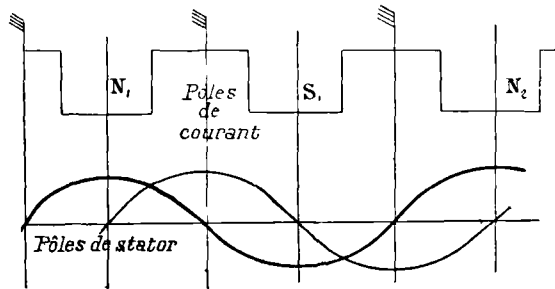 N₁
S₁
N₂
Pôles
de
courant
Pôles de stator